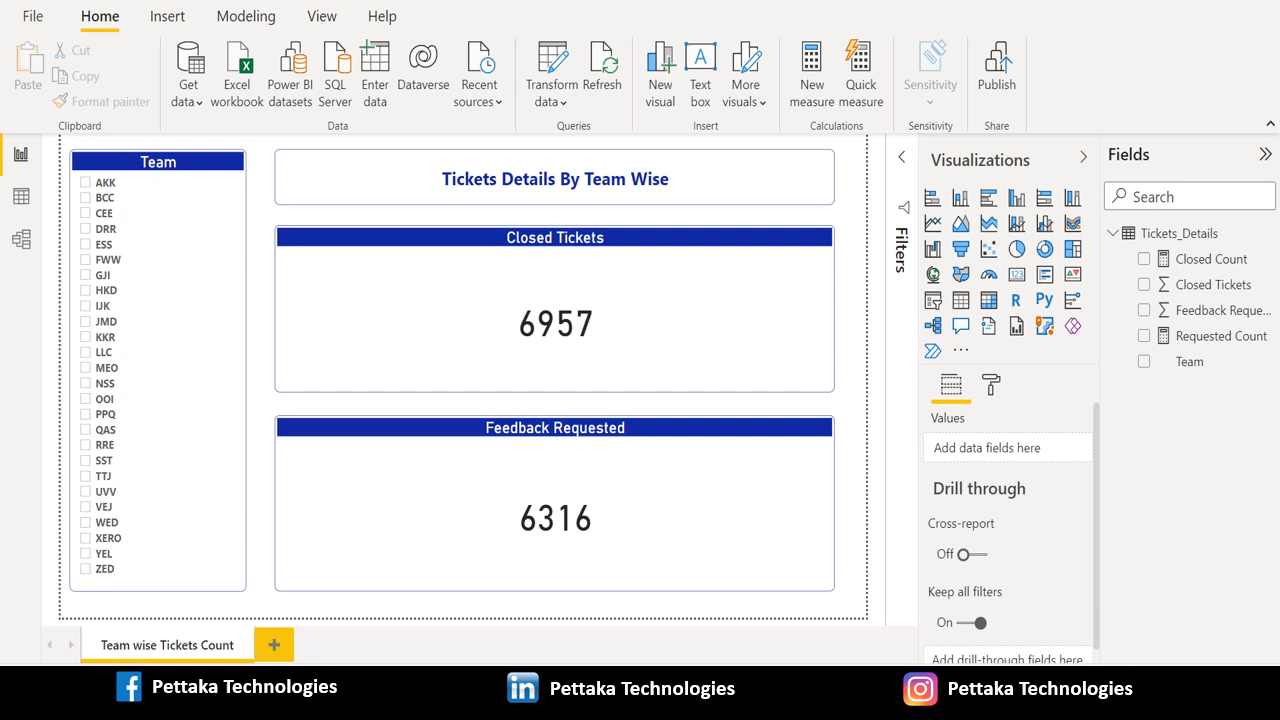 File
Home
Insert
Modeling
View
Help
Paste
Cut
Copy
Format painter
Clipboard
Get
data
Excel
workbook
Power BI
datasets
SQL
Server
Enter
data
Dataverse
Recent
sources
Data
Transform
data
Refresh
Queries
New
visual
Text
box
More
visuals
Insert
New
measure
Quick
measure
Calculations
Sensitivity
Sensitivity
Publish
Share
Team
AKK
BCC
CEE
DRR
ESS
FWW
GJI
HKD
IJK
JMD
KKR
LLC
MEO
NSS
OOI
PPQ
QAS
RRE
SST
TTJ
UVV
VEJ
WED
XERO
YEL
ZED
Tickets Details By Team Wise
Closed Tickets
6957
Feedback Requested
6316
Filters
Visualizations
123
R
Py
Values
Add data fields here
Drill through
Cross-report
Off
Keep all filters
On
Add drill-through fields here
Fields
Search
Tickets_Details
Closed Count
Closed Tickets
Feedback Reque...
Requested Count
Team
Team wise Tickets Count
Pettaka Technologies
Pettaka Technologies
Pettaka Technologies